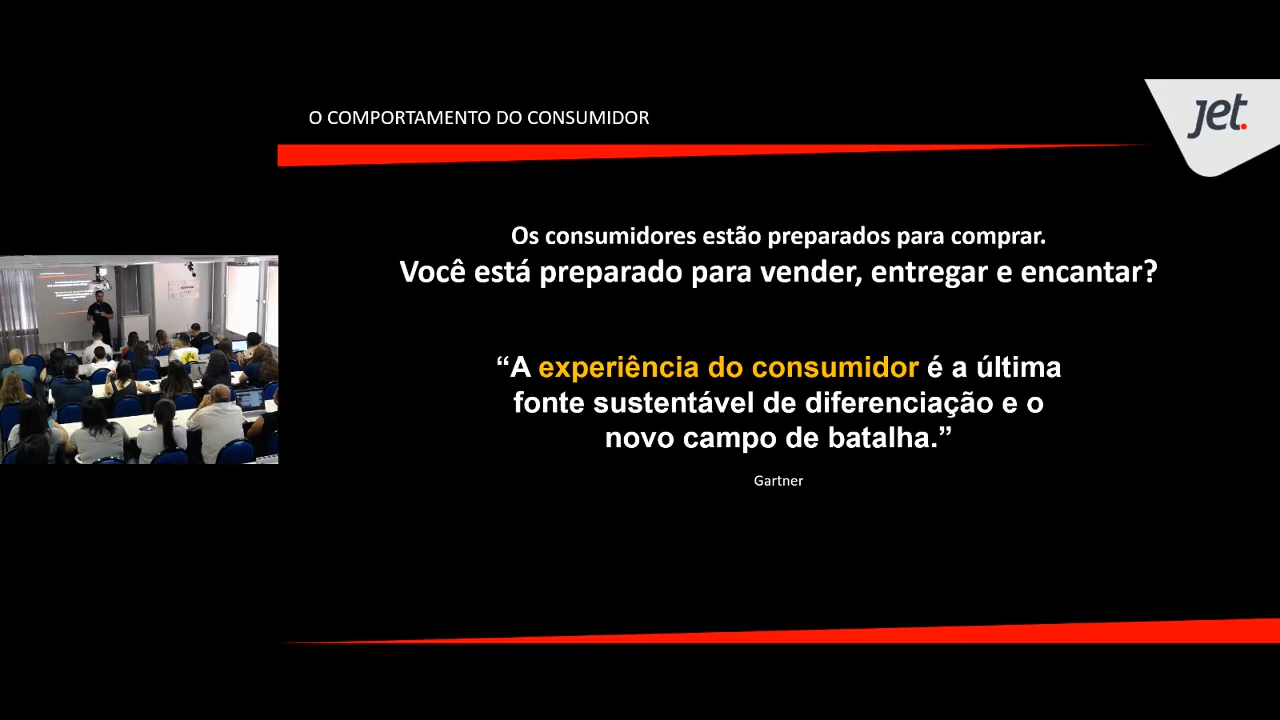 O COMPORTAMENTO DO CONSUMIDOR
jet.
Os consumidores estão preparados para comprar.
Você está preparado para vender, entregar e encantar?
“A experiência do consumidor é a última
fonte sustentável de diferenciação e o
novo campo de batalha.”
Gartner